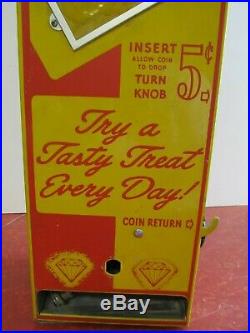 INSERT
ALLOW COIN
TO DROP
TURN
KNOB
5¢
Try a
Tasty Treat
Every Day!
COIN RETURN